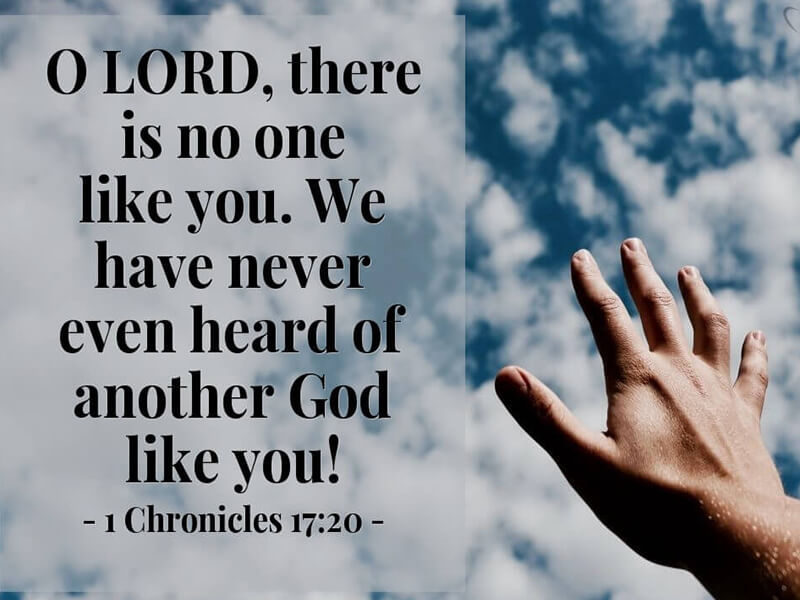 O LORD, there
is no one
like you. We
have never
even heard of
another God
like you!
- 1 Chronicles 17:20 -